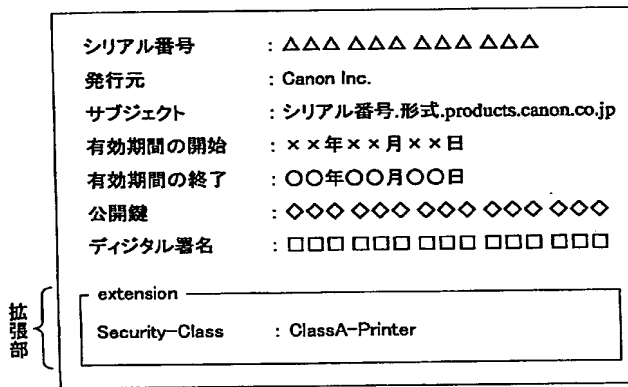 シリアル番号 : △△△ △△△ △△△ △△△
発行元 : Canon Inc.
サブジェクト : シリアル番号.形式.products.canon.co.jp
有効期間の開始 : ××年××月××日
有効期間の終了 : ○○年○○月○○日
公開鍵 : ◇◇◇ ◇◇◇ ◇◇◇ ◇◇◇ ◇◇◇
ディジタル署名 : □□□ □□□ □□□ □□□ □□□
extension
拡張部
Security-Class : ClassA-Printer